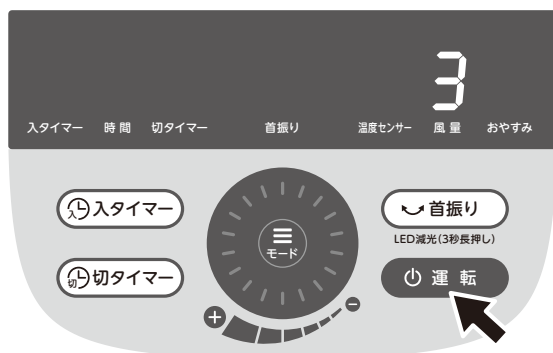 3
入タイマー 時間 切タイマー 首振り 温度センサー 風量 おやすみ
入 入タイマー
首振り
LED減光(3秒長押し)
モード
切 切タイマー
運転
+ -